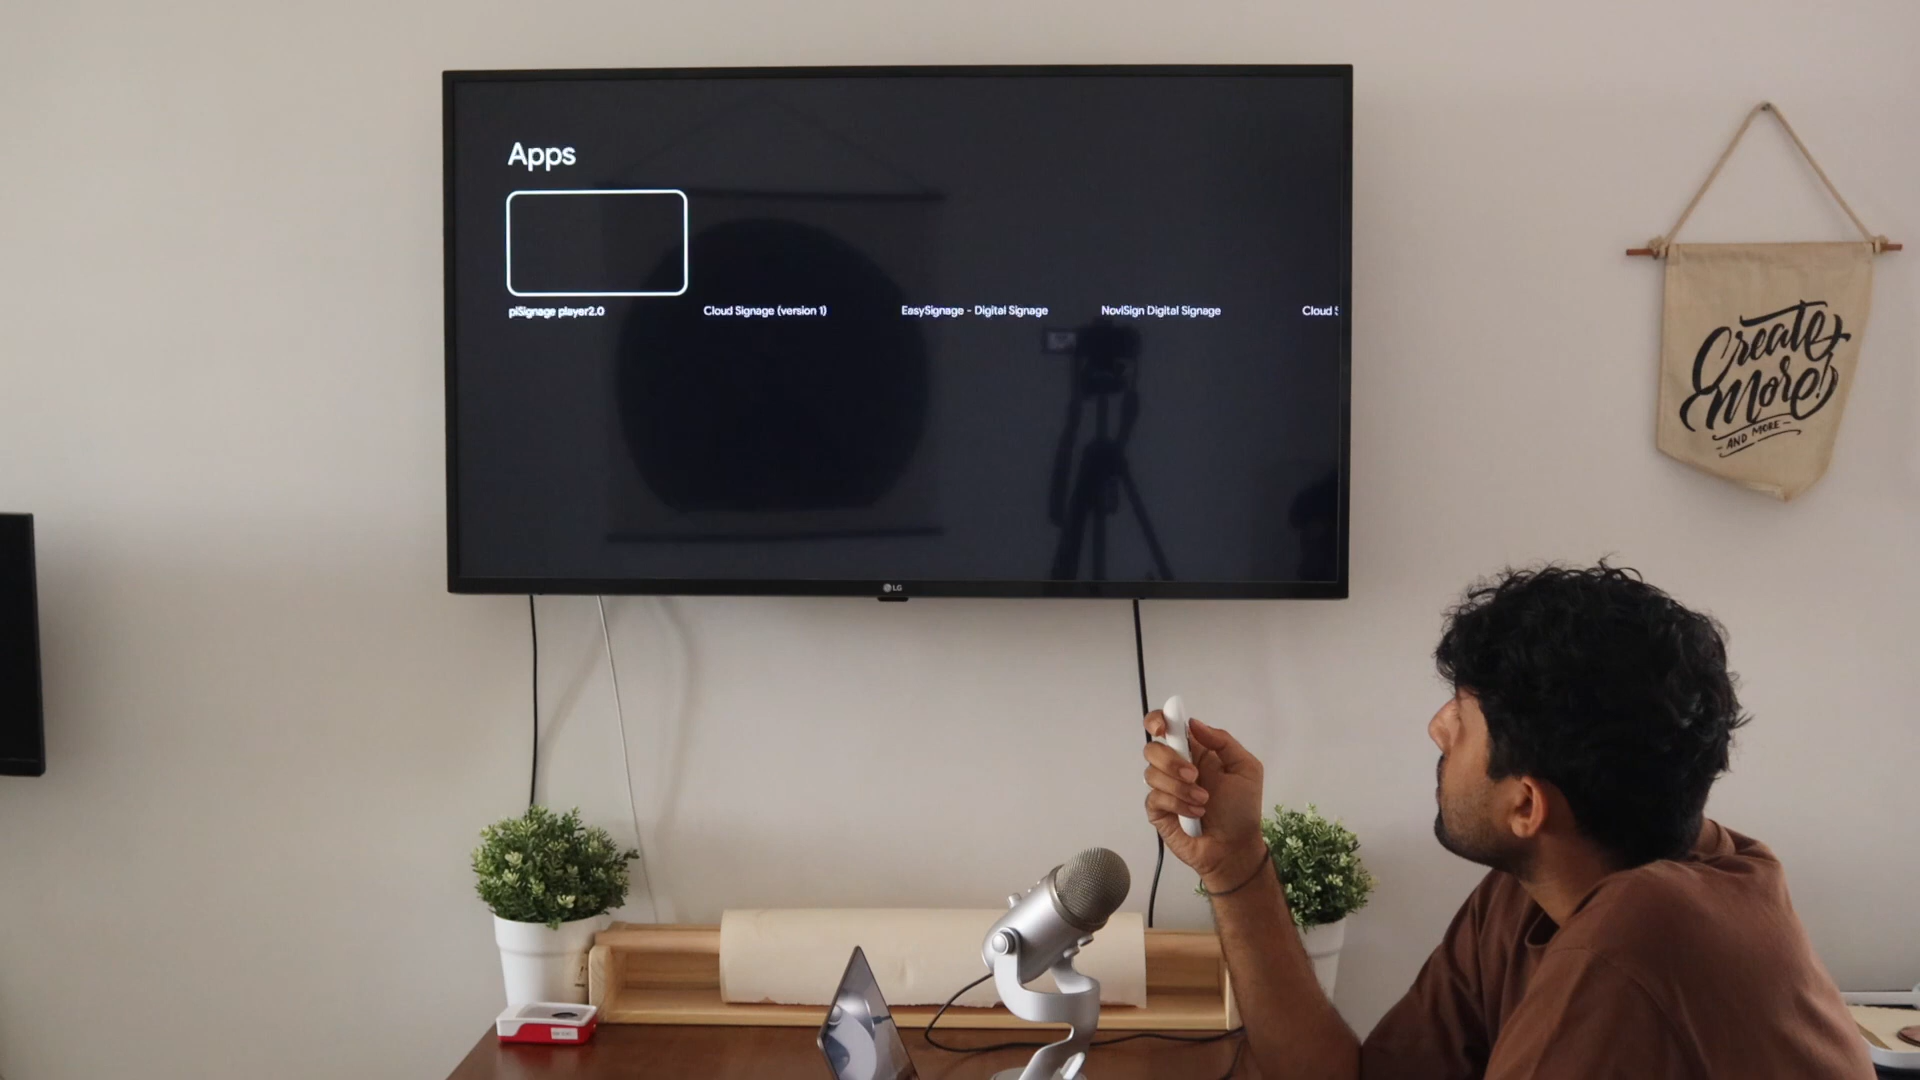 Apps
piSignage player2.0
Cloud Signage (version 1)
EasySignage - Digital Signage
NoviSign Digital Signage
Cloud S
LG
Create
More!
- AND MORE -